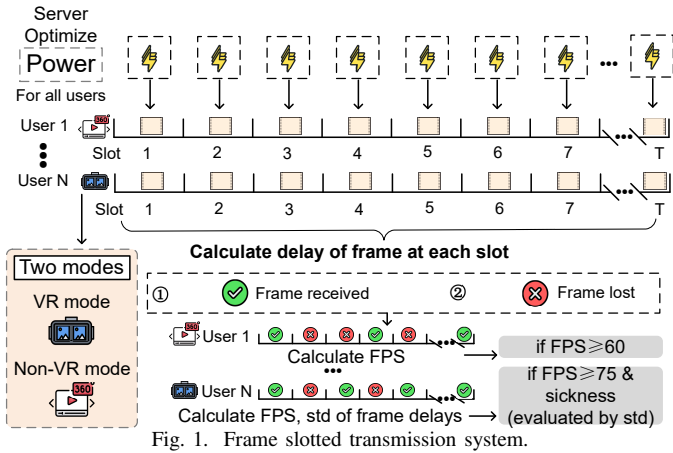 Server
Optimize
Power
For all users
...
User 1
360°
Slot 1 2 3 4 5 6 7 ... T
User N
Slot 1 2 3 4 5 6 7 ... T
Calculate delay of frame at each slot
Two modes
VR mode
Non-VR mode
360°
① Frame received ② Frame lost
360°
User 1
Calculate FPS
if FPS≥60
...
User N
Calculate FPS, std of frame delays
if FPS≥75 &
sickness
(evaluated by std)
Fig. 1. Frame slotted transmission system.